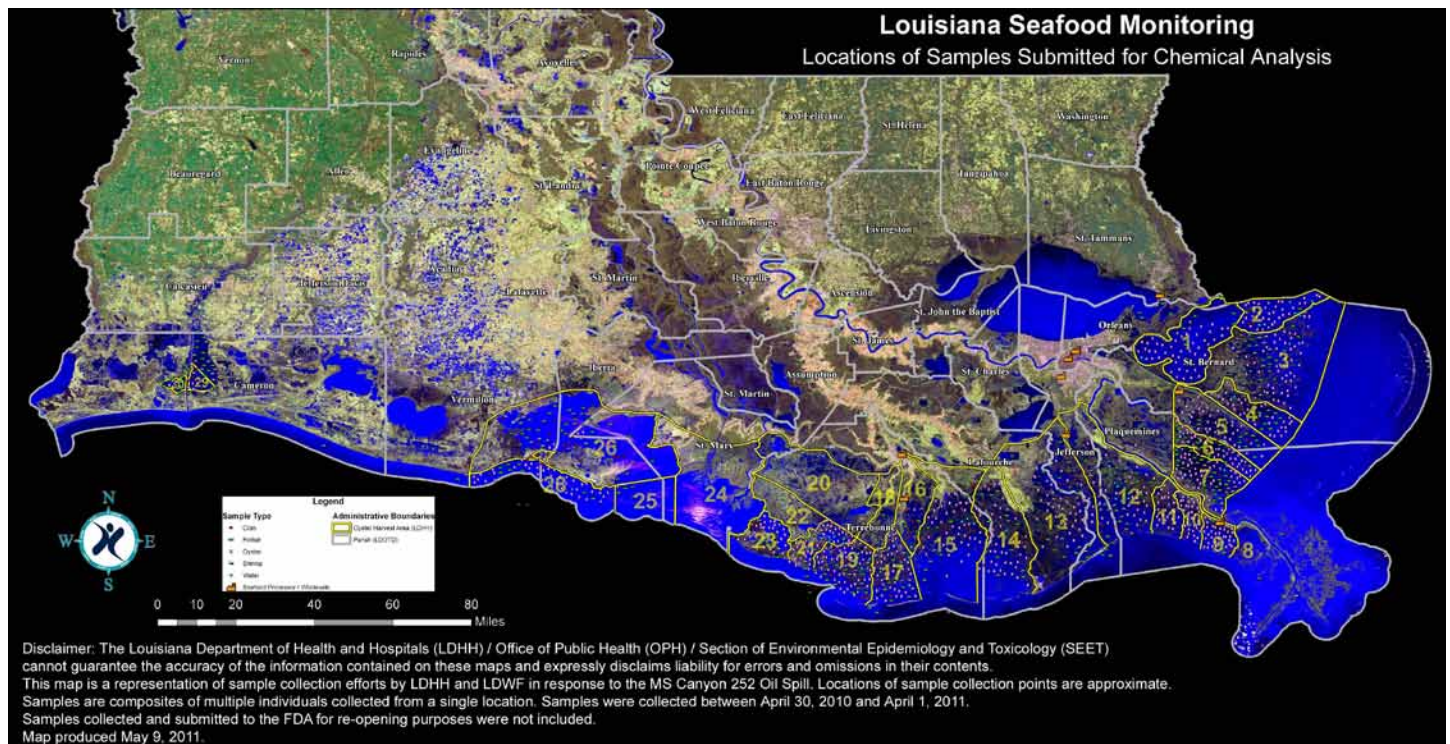 Louisiana Seafood Monitoring
Locations of Samples Submitted for Chemical Analysis
Vernon
Rapides
Avoyelles
West Feliciana
East Feliciana
St. Helena
Washington
Beauregard
Allen
Evangeline
St. Landry
Pointe Coupee
East Baton Rouge
Tangipahoa
West Baton Rouge
Livingston
St. Tammany
Calcasieu
Jefferson Davis
Acadia
Lafayette
St. Martin
Iberville
Ascension
St. John the Baptist
Orleans
St. James
St. Bernard
1
2
3
Cameron
29
Vermilion
Iberia
St. Martin
Assumption
St. Charles
Plaquemines
Jefferson
Lafourche
St. Mary
Terrebonne
4
5
6
7
26
25
24
20
18
16
22
23
21
19
17
15
14
13
12
11
10
9
8
N
W
E
S
Legend
Sample Type
Crab
Finfish
Oyster
Shrimp
Water
Administrative Boundaries
Oyster Harvest Area (LDHH)
Parish (LDOTD)
0 10 20 40 60 80
Miles
Disclaimer: The Louisiana Department of Health and Hospitals (LDHH) / Office of Public Health (OPH) / Section of Environmental Epidemiology and Toxicology (SEET)
cannot guarantee the accuracy of the information contained on these maps and expressly disclaims liability for errors and omissions in their contents.
This map is a representation of sample collection efforts by LDHH and LDWF in response to the MS Canyon 252 Oil Spill. Locations of sample collection points are approximate.
Samples are composites of multiple individuals collected from a single location. Samples were collected between April 30, 2010 and April 1, 2011.
Samples collected and submitted to the FDA for re-opening purposes were not included.
Map produced May 9, 2011.